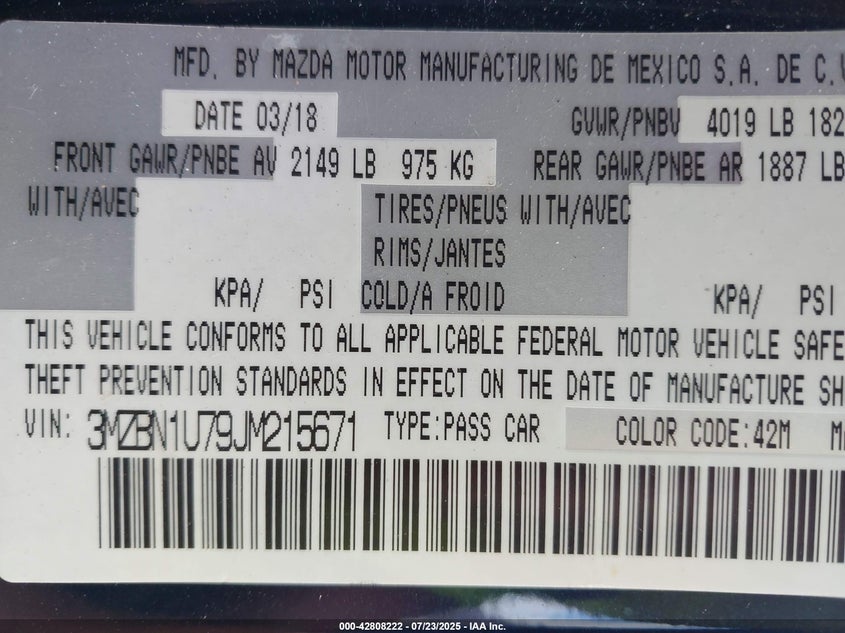 MFD. BY MAZDA MOTOR MANUFACTURING DE MEXICO S.A. DE C.V
DATE 03/18 GVWR/PNBV 4019 LB 182
FRONT GAWR/PNBE AV 2149 LB 975 KG REAR GAWR/PNBE AR 1887 LB
WITH/AVEC TIRES/PNEUS WITH/AVEC
RIMS/JANTES
KPA/ PSI COLD/A FROID KPA/ PSI
THIS VEHICLE CONFORMS TO ALL APPLICABLE FEDERAL MOTOR VEHICLE SAFE
THEFT PREVENTION STANDARDS IN EFFECT ON THE DATE OF MANUFACTURE SH
VIN: 3MZBN1U79JM215671 TYPE:PASS CAR COLOR CODE:42M
000-42808222 - 07/23/2025 - IAA Inc.